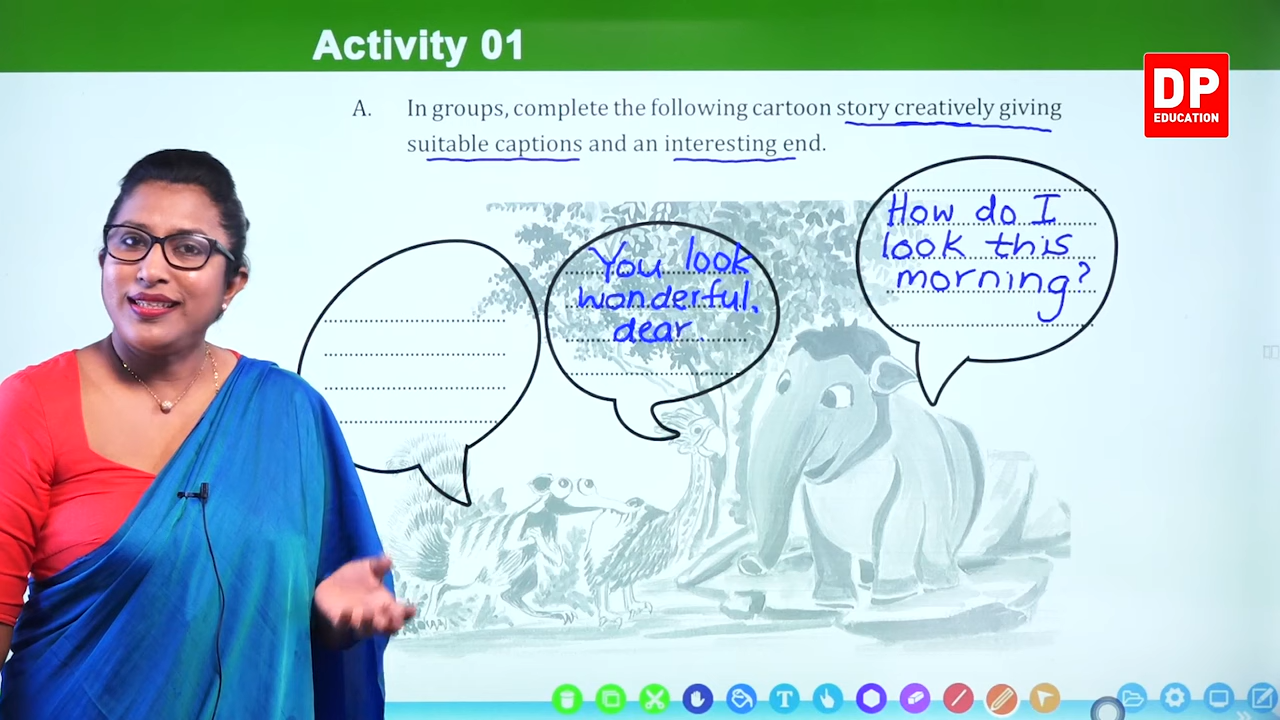 Activity 01
DP
EDUCATION
A. In groups, complete the following cartoon story creatively giving
suitable captions and an interesting end.
How do I
look this
morning?
You look
wonderful,
dear.
T